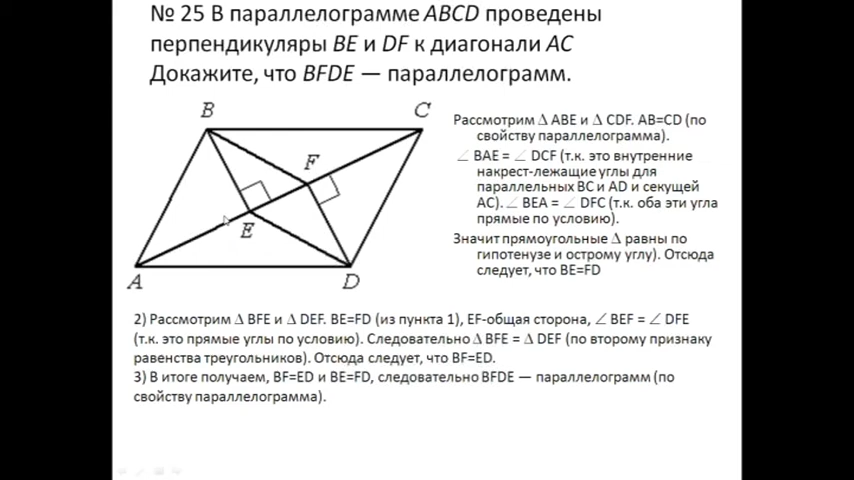 № 25 В параллелограмме ABCD проведены
перпендикуляры BE и DF к диагонали AC
Докажите, что BFDE — параллелограмм.
B
C
F
E
A
D
Рассмотрим Δ ABE и Δ CDF. AB=CD (по
свойству параллелограмма).
∠ BAE = ∠ DCF (т.к. это внутренние
накрест-лежащие углы для
параллельных BC и AD и секущей
AC). ∠ BEA = ∠ DFC (т.к. оба эти угла
прямые по условию).
Значит прямоугольные Δ равны по
гипотенузе и острому углу). Отсюда
следует, что BE=FD
2) Рассмотрим Δ BFE и Δ DEF. BE=FD (из пункта 1), EF-общая сторона, ∠ BEF = ∠ DFE
(т.к. это прямые углы по условию). Следовательно Δ BFE = Δ DEF (по второму признаку
равенства треугольников). Отсюда следует, что BF=ED.
3) В итоге получаем, BF=ED и BE=FD, следовательно BFDE — параллелограмм (по
свойству параллелограмма).